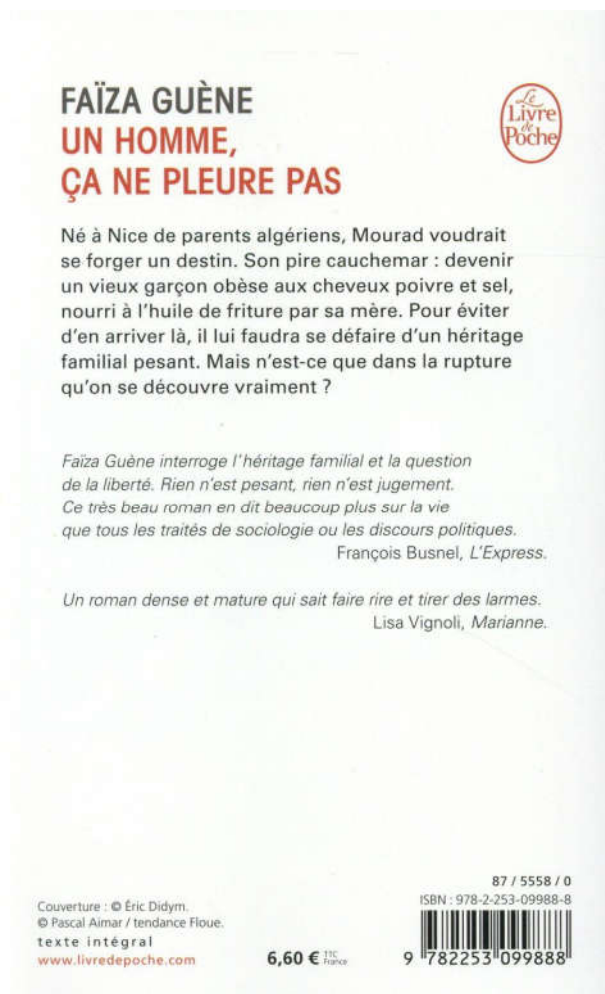 FAÏZA GUÈNE
UN HOMME,
ÇA NE PLEURE PAS
Le
Livre
de
Poche
Né à Nice de parents algériens, Mourad voudrait
se forger un destin. Son pire cauchemar : devenir
un vieux garçon obèse aux cheveux poivre et sel,
nourri à l'huile de friture par sa mère. Pour éviter
d'en arriver là, il lui faudra se défaire d'un héritage
familial pesant. Mais n'est-ce que dans la rupture
qu'on se découvre vraiment ?
Faïza Guène interroge l'héritage familial et la question
de la liberté. Rien n'est pesant, rien n'est jugement.
Ce très beau roman en dit beaucoup plus sur la vie
que tous les traités de sociologie ou les discours politiques.
François Busnel, L'Express.
Un roman dense et mature qui sait faire rire et tirer des larmes.
Lisa Vignoli, Marianne.
Couverture : © Éric Didym.
© Pascal Aimar / tendance Floue.
texte intégral
www.livredepoche.com
6,60 € TTC
France
87 / 5558 / 0
ISBN : 978-2-253-09988-8
9 782253 099888